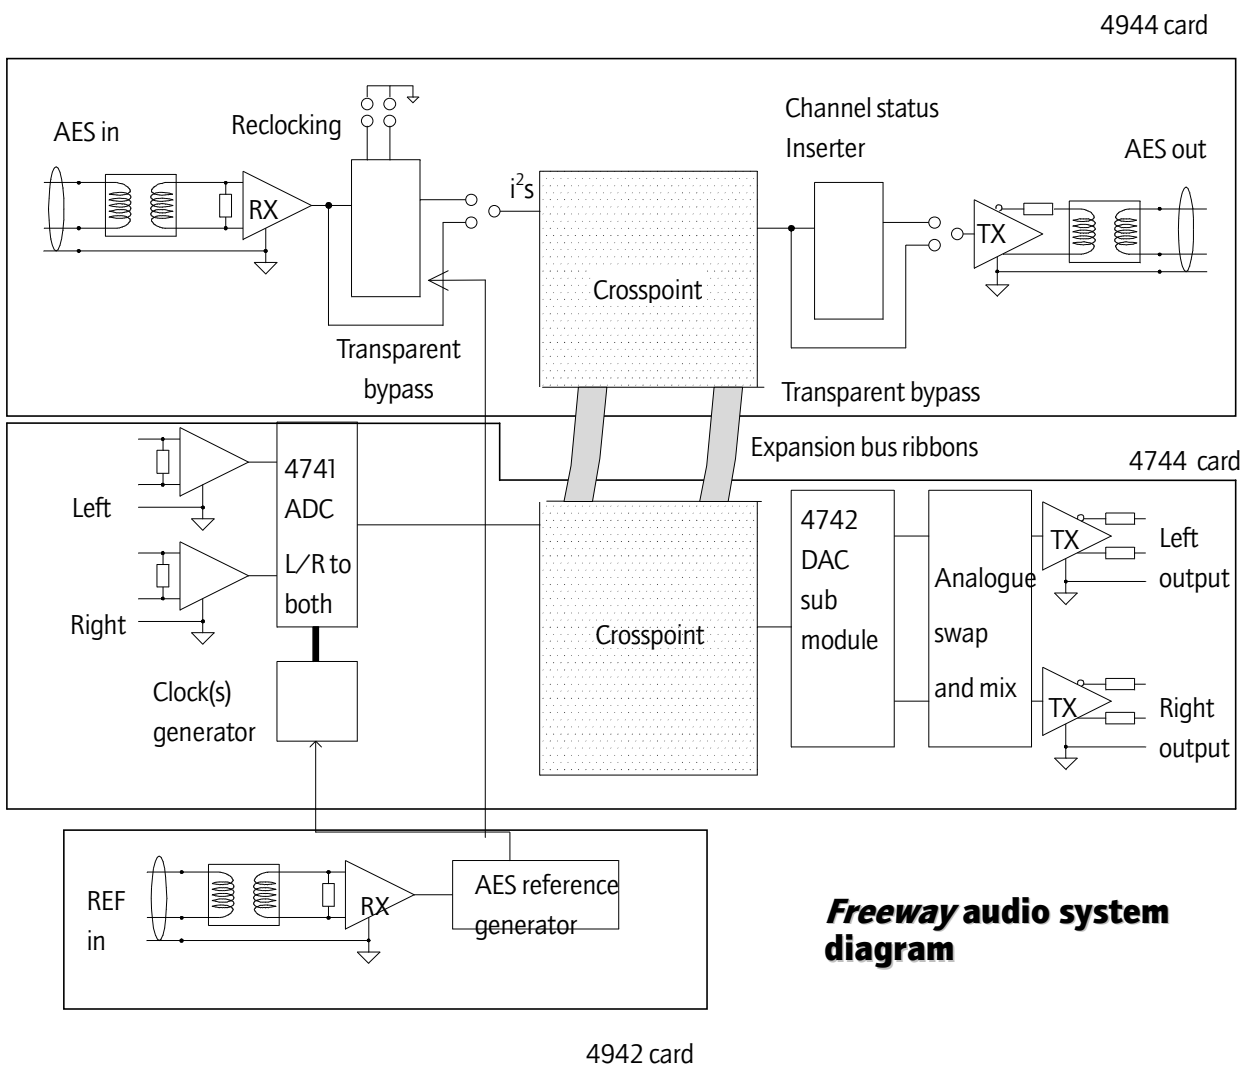 4944 card
AES in
Reclocking
RX
i²s
Crosspoint
Channel status
Inserter
AES out
TX
Transparent
bypass
Transparent bypass
Expansion bus ribbons
4744 card
Left
Right
4741
ADC
L/R to
both
Clock(s)
generator
Crosspoint
4742
DAC
sub
module
Analogue
swap
and mix
TX
Left
output
TX
Right
output
REF
in
RX
AES reference
generator
Freeway audio system
diagram
4942 card